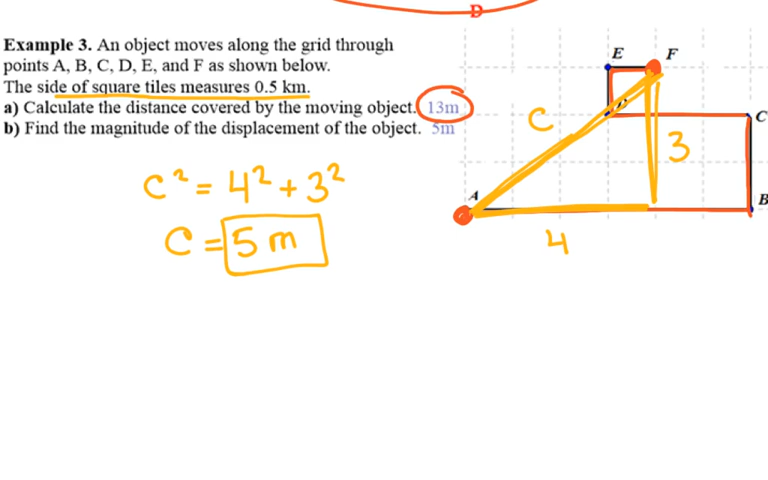 D
Example 3. An object moves along the grid through
points A, B, C, D, E, and F as shown below.
The side of square tiles measures 0.5 km.
a) Calculate the distance covered by the moving object. 13m
b) Find the magnitude of the displacement of the object. 5m
E F
C
C
3
A
B
4
C² = 4² + 3²
C = 5 m